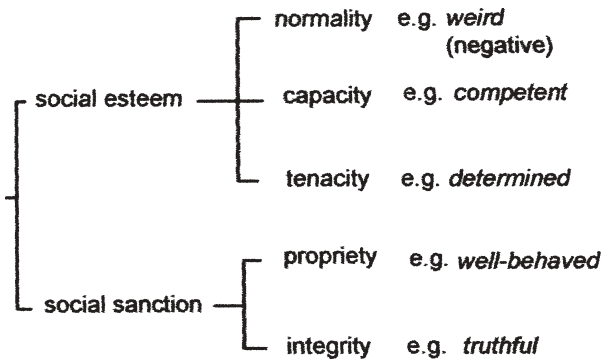 normality e.g. weird
(negative)
social esteem capacity e.g. competent
tenacity e.g. determined
propriety e.g. well-behaved
social sanction
integrity e.g. truthful